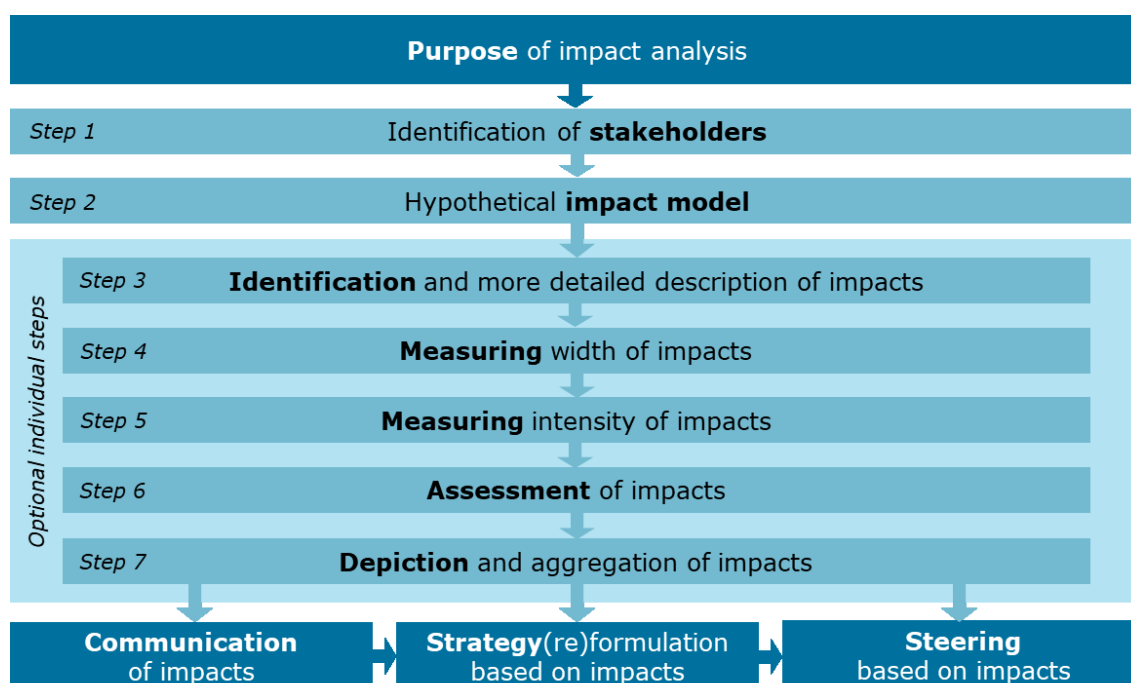 Purpose of impact analysis
Step 1
Identification of stakeholders
Step 2
Hypothetical impact model
Optional individual steps
Step 3
Identification and more detailed description of impacts
Step 4
Measuring width of impacts
Step 5
Measuring intensity of impacts
Step 6
Assessment of impacts
Step 7
Depiction and aggregation of impacts
Communication
of impacts
Strategy(re)formulation
based on impacts
Steering
based on impacts